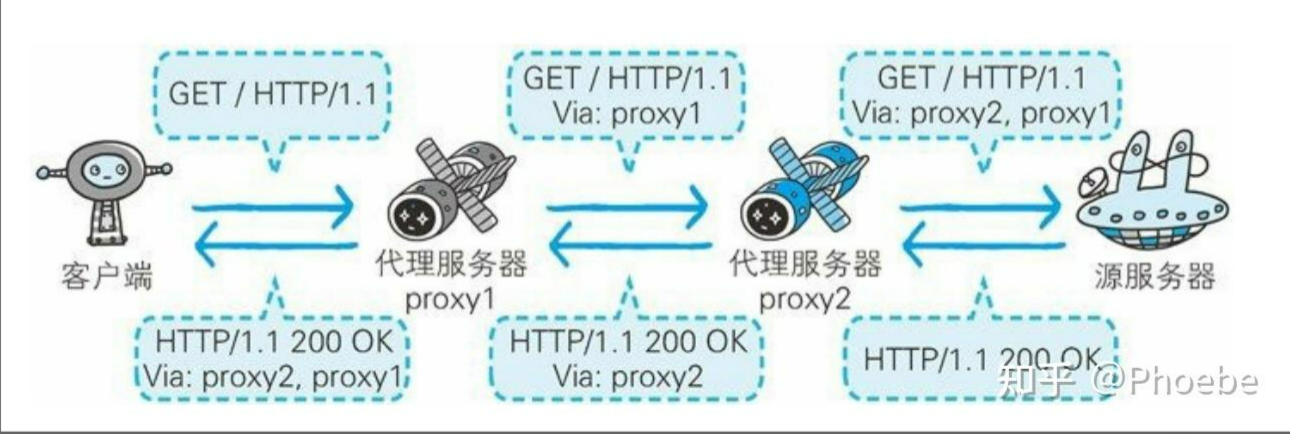 GET / HTTP/1.1
GET / HTTP/1.1
Via: proxy1
GET / HTTP/1.1
Via: proxy2, proxy1
客户端
代理服务器
proxy1
代理服务器
proxy2
源服务器
HTTP/1.1 200 OK
Via: proxy2, proxy1
HTTP/1.1 200 OK
Via: proxy2
HTTP/1.1 200 OK
知乎 @Phoebe